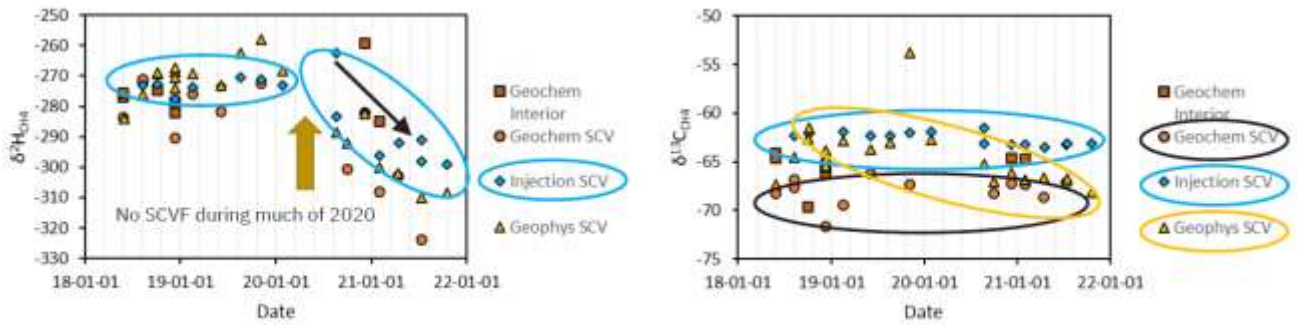 -250
-260
-270
-280
-290
-300
-310
-320
-330
δ²H_CH4
No SCVF during much of 2020
18-01-01 19-01-01 20-01-01 21-01-01 22-01-01
Date
Geochem
Interior
Geochem SCV
Injection SCV
Geophys SCV
-50
-55
-60
-65
-70
-75
δ¹³C_CH4
18-01-01 19-01-01 20-01-01 21-01-01 22-01-01
Date
Geochem
Interior
Geochem SCV
Injection SCV
Geophys SCV